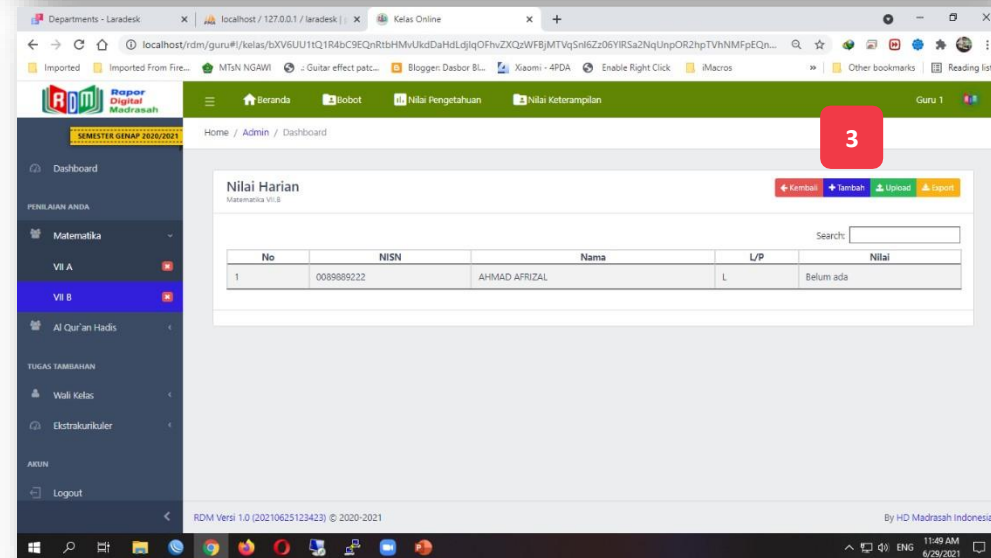 Departments - Laradesk
localhost / 127.0.0.1 / laradesk |
Kelas Online
localhost/rdm/guru#!/kelas/bXV6UU1tQ1R4bC9EQnRtbHMvUkdDaHdLdjlqOFhvZXQzWFBjMTVqSnI6Zz06YlRSa2NqUnpOR2hpTVhNMFpEQn...
Imported
Imported From Fire...
MTsN NGAWI
.: Guitar effect patc...
Blogger: Dasbor Bl...
Xiaomi - 4PDA
Enable Right Click
iMacros
»
Other bookmarks
Reading list
RDM
Rapor
Digital
Madrasah
Beranda
Bobot
Nilai Pengetahuan
Nilai Keterampilan
Guru 1
SEMESTER GENAP 2020/2021
Home / Admin / Dashboard
3
Dashboard
PENILAIAN ANDA
Matematika
VII A
VII B
Al Qur'an Hadis
TUGAS TAMBAHAN
Wali Kelas
Ekstrakurikuler
AKUN
Logout
Nilai Harian
Matematika VII.B
Kembali
Tambah
Upload
Export
Search:
No NISN Nama L/P Nilai
1 0089889222 AHMAD AFRIZAL L Belum ada
RDM Versi 1.0 (20210625123423) © 2020-2021
By HD Madrasah Indonesia
ENG
11:49 AM
6/29/2021